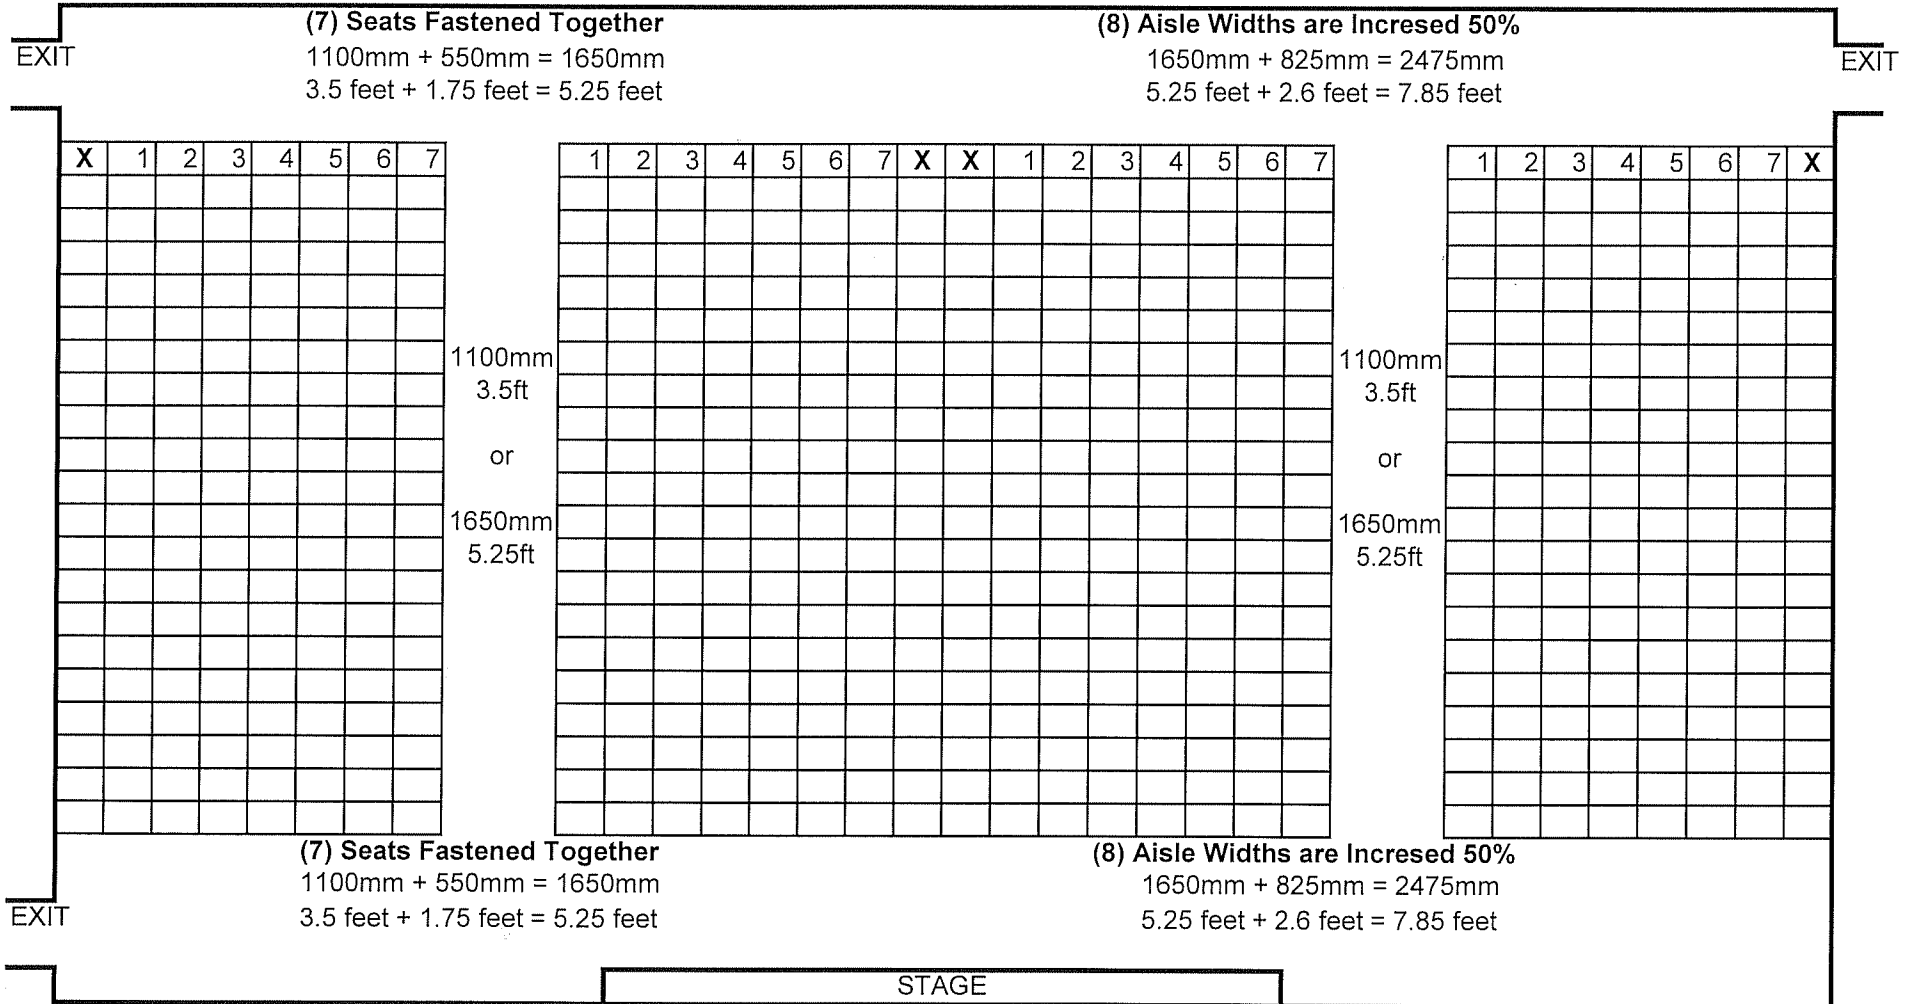 (7) Seats Fastened Together
1100mm + 550mm = 1650mm
3.5 feet + 1.75 feet = 5.25 feet
(8) Aisle Widths are Incresed 50%
1650mm + 825mm = 2475mm
5.25 feet + 2.6 feet = 7.85 feet
EXIT
EXIT
X 1 2 3 4 5 6 7
1 2 3 4 5 6 7 X X 1 2 3 4 5 6 7
1 2 3 4 5 6 7 X
1100mm
3.5ft
or
1650mm
5.25ft
1100mm
3.5ft
or
1650mm
5.25ft
(7) Seats Fastened Together
1100mm + 550mm = 1650mm
3.5 feet + 1.75 feet = 5.25 feet
(8) Aisle Widths are Incresed 50%
1650mm + 825mm = 2475mm
5.25 feet + 2.6 feet = 7.85 feet
EXIT
STAGE